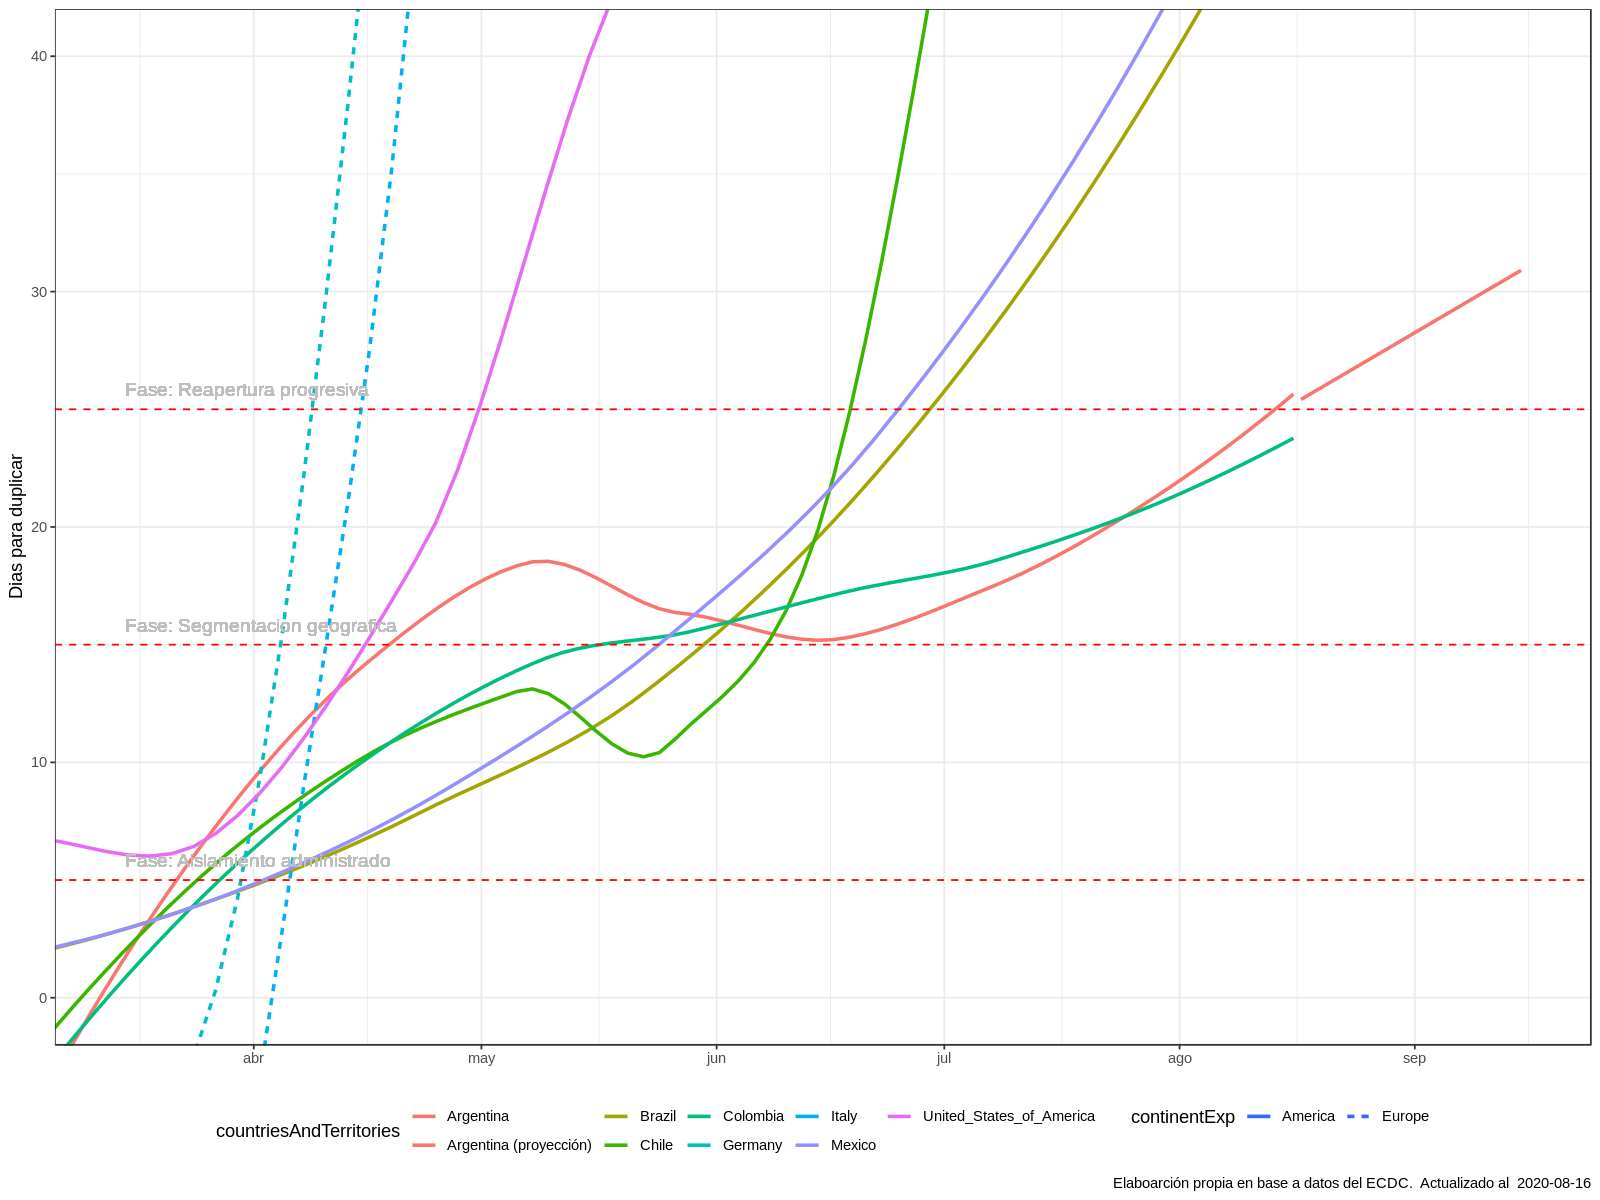 40
30
20
10
0
Dias para duplicar
Fase: Reapertura progresiva
Fase: Segmentacion geografica
Fase: Aislamiento administrado
abr may jun jul ago sep
countriesAndTerritories
Argentina Brazil Colombia Italy United_States_of_America
Argentina (proyección) Chile Germany Mexico
continentExp America Europe
Elaboarción propia en base a datos del ECDC. Actualizado al 2020-08-16